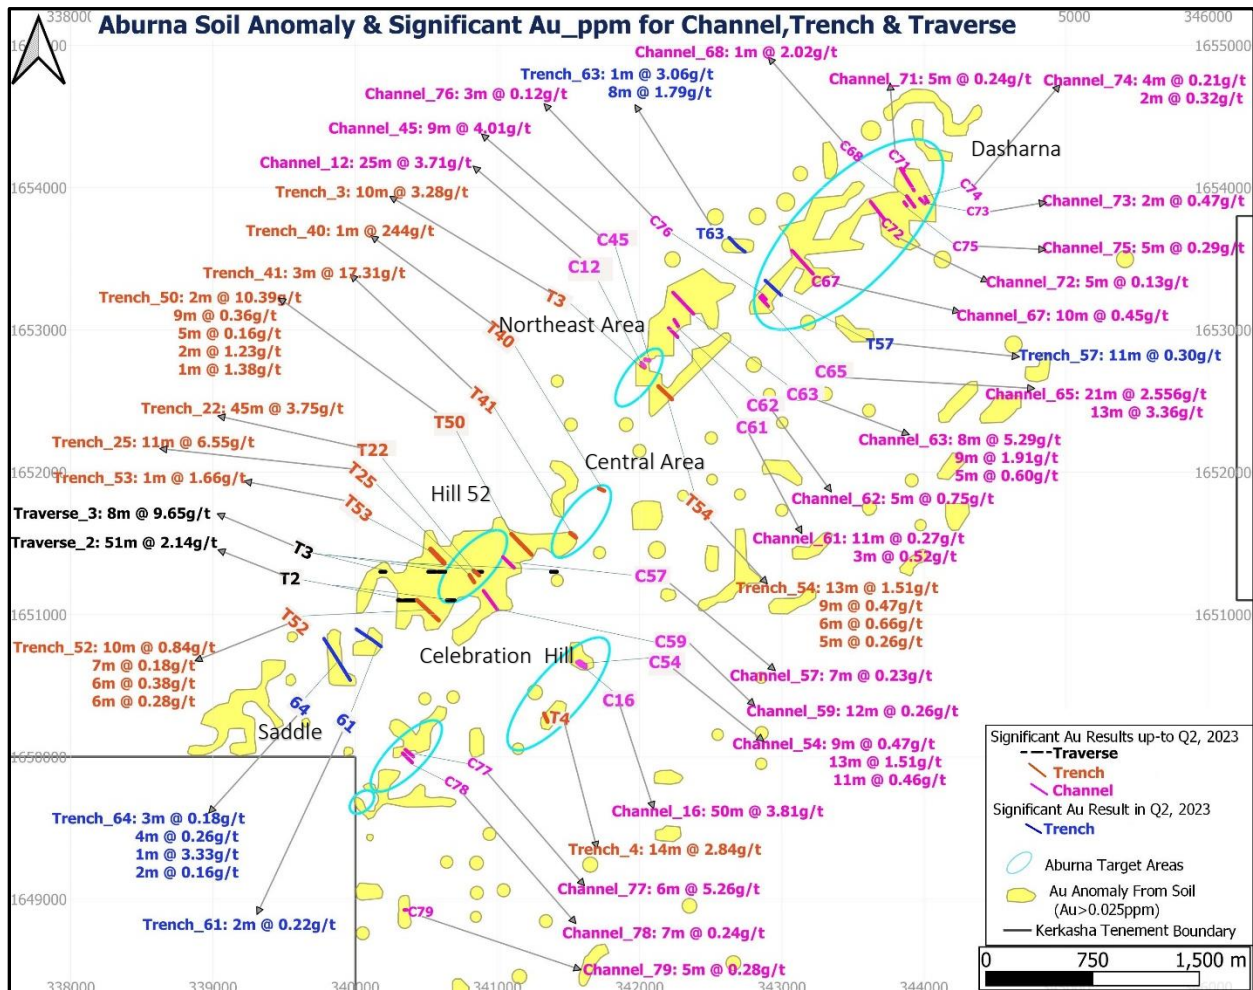 338000
5000
346000
Aburna Soil Anomaly & Significant Au_ppm for Channel,Trench & Traverse
1655000
Channel_68: 1m @ 2.02g/t
Trench_63: 1m @ 3.06g/t
8m @ 1.79g/t
Channel_71: 5m @ 0.24g/t
Channel_74: 4m @ 0.21g/t
2m @ 0.32g/t
Channel_76: 3m @ 0.12g/t
Channel_45: 9m @ 4.01g/t
Channel_12: 25m @ 3.71g/t
Trench_3: 10m @ 3.28g/t
Trench_40: 1m @ 244g/t
Trench_41: 3m @ 17.31g/t
Trench_50: 2m @ 10.39g/t
9m @ 0.36g/t
5m @ 0.16g/t
2m @ 1.23g/t
1m @ 1.38g/t
Trench_22: 45m @ 3.75g/t
Trench_25: 11m @ 6.55g/t
Trench_53: 1m @ 1.66g/t
Traverse_3: 8m @ 9.65g/t
Traverse_2: 51m @ 2.14g/t
Trench_52: 10m @ 0.84g/t
7m @ 0.18g/t
6m @ 0.38g/t
6m @ 0.28g/t
Trench_64: 3m @ 0.18g/t
4m @ 0.26g/t
1m @ 3.33g/t
2m @ 0.16g/t
Trench_61: 2m @ 0.22g/t
1654000
1653000
1652000
1651000
1650000
1649000
Dasharna
C68
C71
C74
C73
C72
C75
C76
T63
C45
C12
T3
C67
Northeast Area
T40
T57
C65
C63
C62
C61
T41
T50
T22
T25
T53
Central Area
Hill 52
T54
T3
T2
C57
T52
C59
Celebration Hill
C54
C16
64
61
Saddle
T4
C77
C78
C79
1654000
Channel_73: 2m @ 0.47g/t
Channel_75: 5m @ 0.29g/t
Channel_72: 5m @ 0.13g/t
Channel_67: 10m @ 0.45g/t
1653000
Trench_57: 11m @ 0.30g/t
Channel_65: 21m @ 2.556g/t
13m @ 3.36g/t
Channel_63: 8m @ 5.29g/t
9m @ 1.91g/t
5m @ 0.60g/t
1652000
Channel_62: 5m @ 0.75g/t
Channel_61: 11m @ 0.27g/t
3m @ 0.52g/t
Trench_54: 13m @ 1.51g/t
9m @ 0.47g/t
6m @ 0.66g/t
5m @ 0.26g/t
1651000
Channel_57: 7m @ 0.23g/t
Channel_59: 12m @ 0.26g/t
Channel_54: 9m @ 0.47g/t
13m @ 1.51g/t
11m @ 0.46g/t
Channel_16: 50m @ 3.81g/t
Trench_4: 14m @ 2.84g/t
Channel_77: 6m @ 5.26g/t
Channel_78: 7m @ 0.24g/t
Channel_79: 5m @ 0.28g/t
Significant Au Results up-to Q2, 2023
Traverse
Trench
Channel
Significant Au Result in Q2, 2023
Trench
Aburna Target Areas
Au Anomaly From Soil
(Au>0.025ppm)
Kerkasha Tenement Boundary
0 750 1,500 m
338000 339000 340000 341000 342000 343000 344000